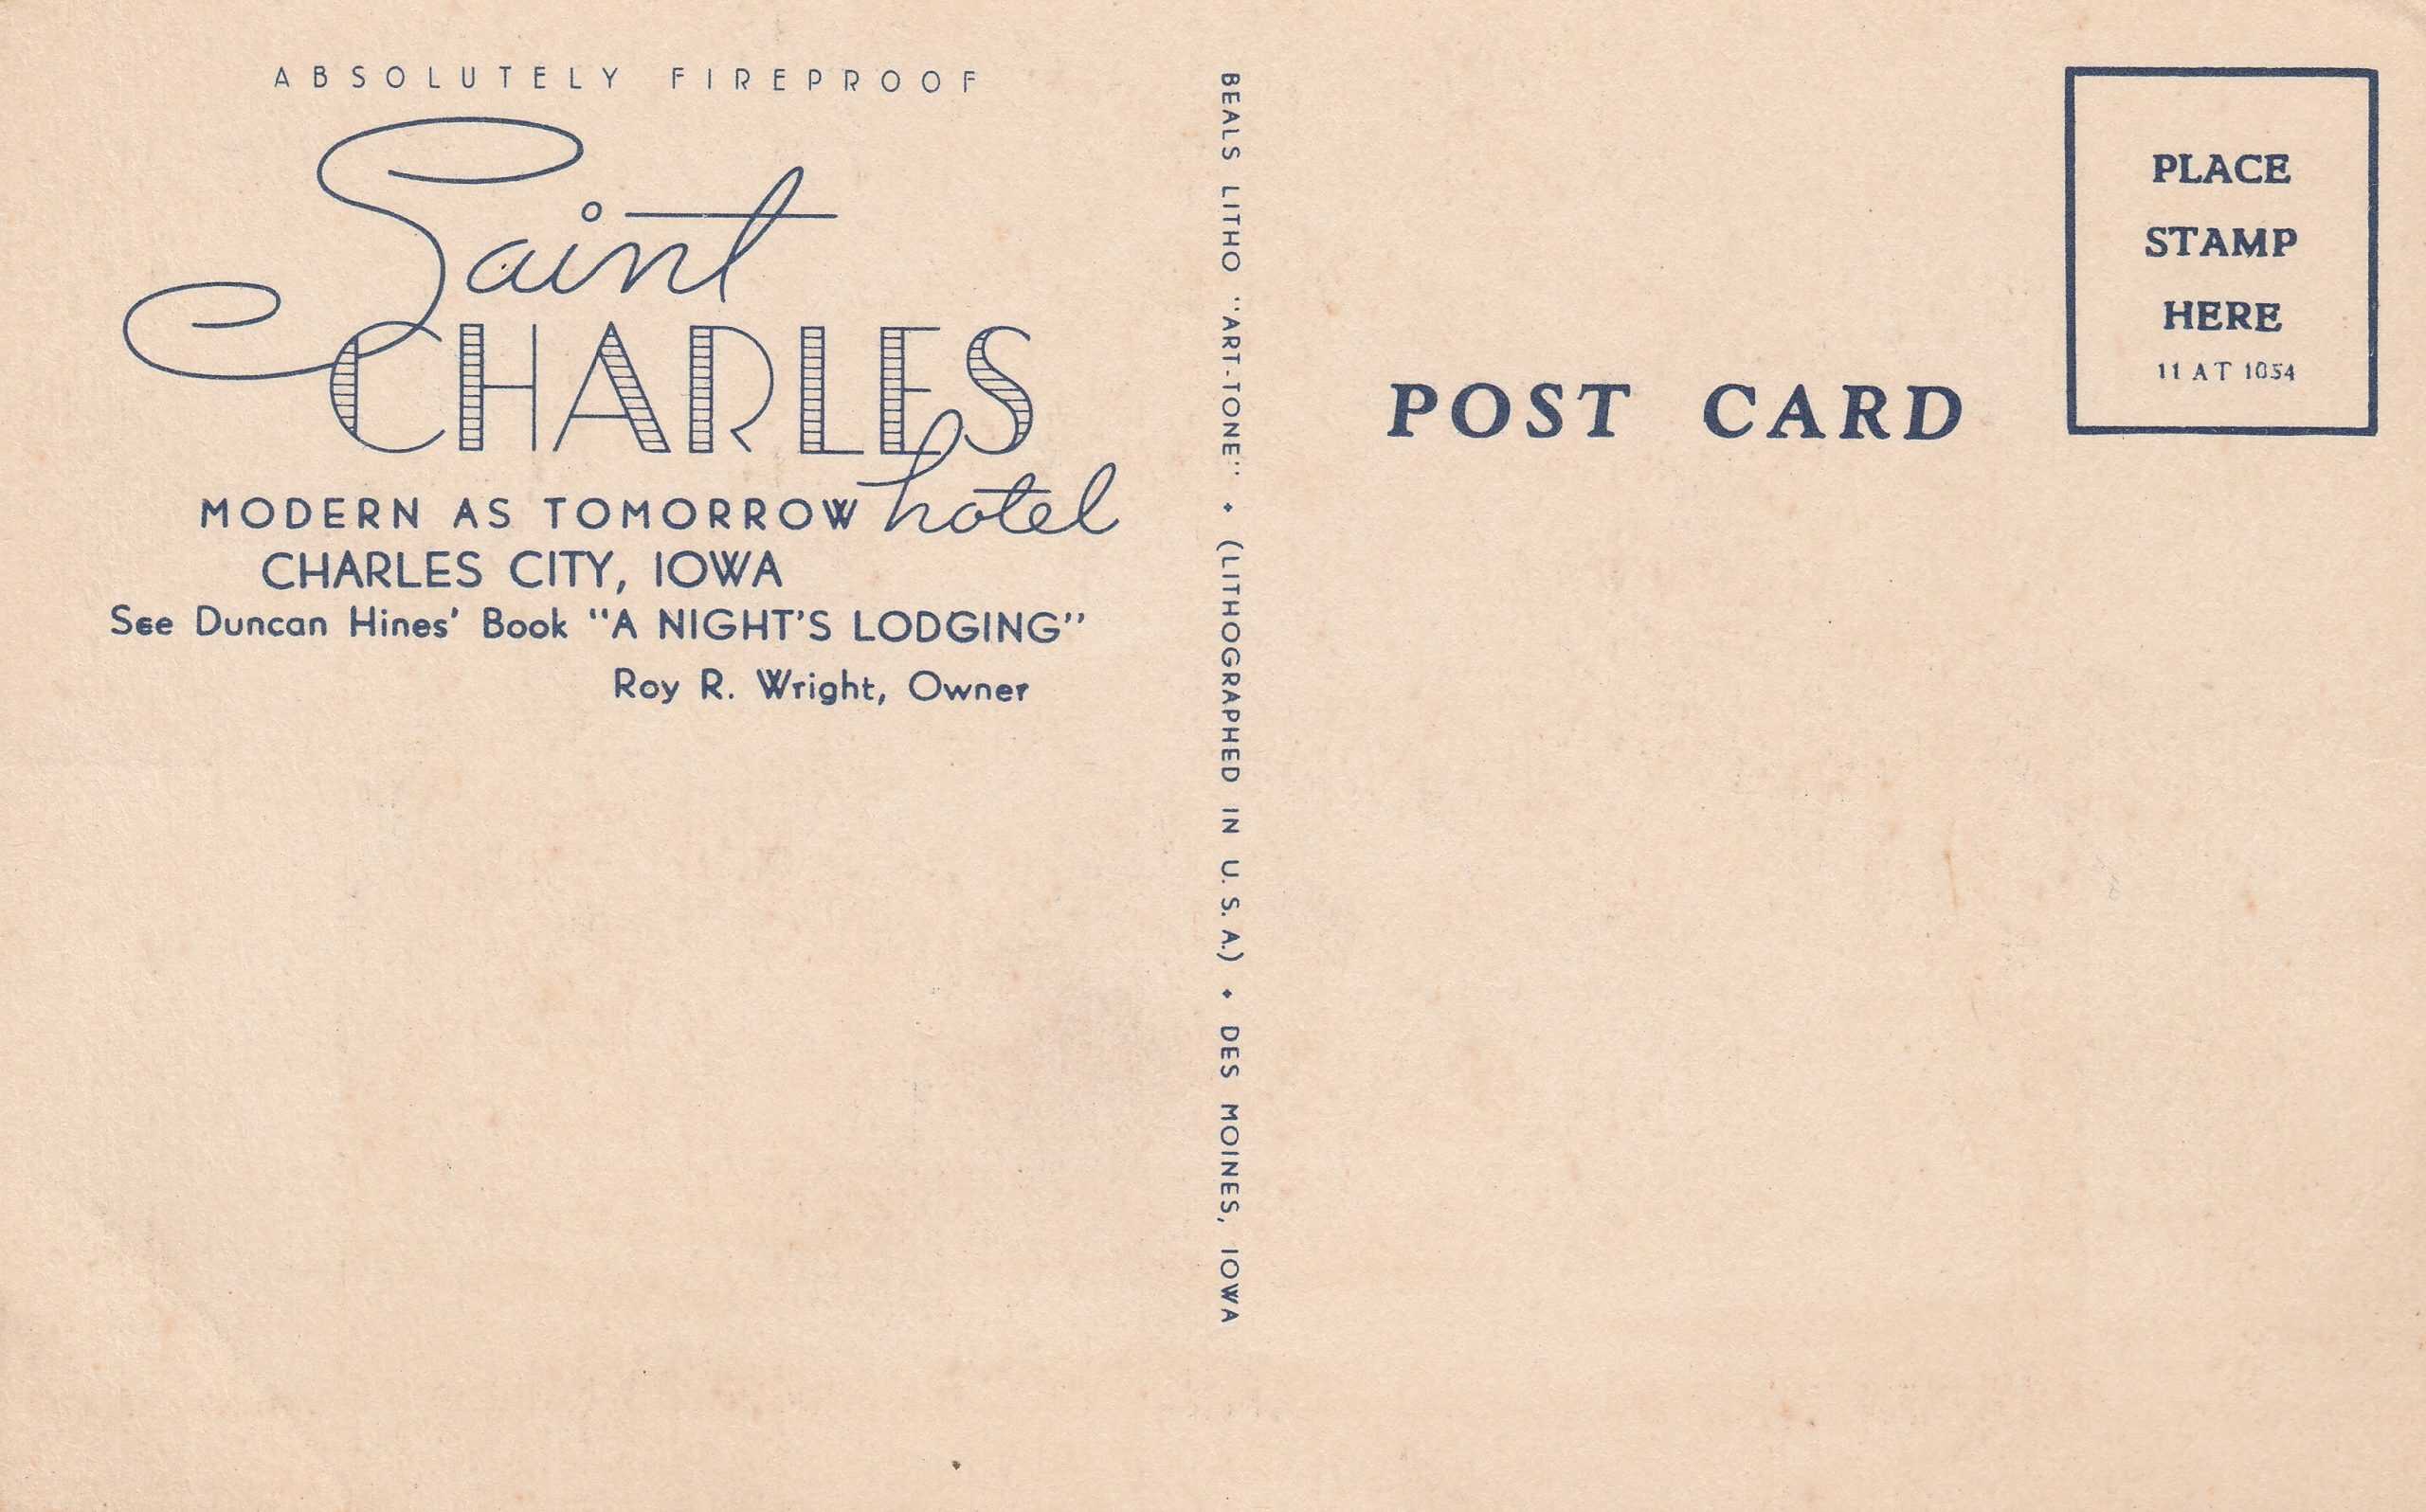 ABSOLUTELY FIREPROOF
Saint
CHARLES
hotel
MODERN AS TOMORROW
CHARLES CITY, IOWA
See Duncan Hines' Book "A NIGHT'S LODGING"
Roy R. Wright, Owner
BEALS LITHO "ART-TONE" ♦ (LITHOGRAPHED IN U. S. A.) ♦ DES MOINES, IOWA
POST CARD
PLACE
STAMP
HERE
11 AT 1054